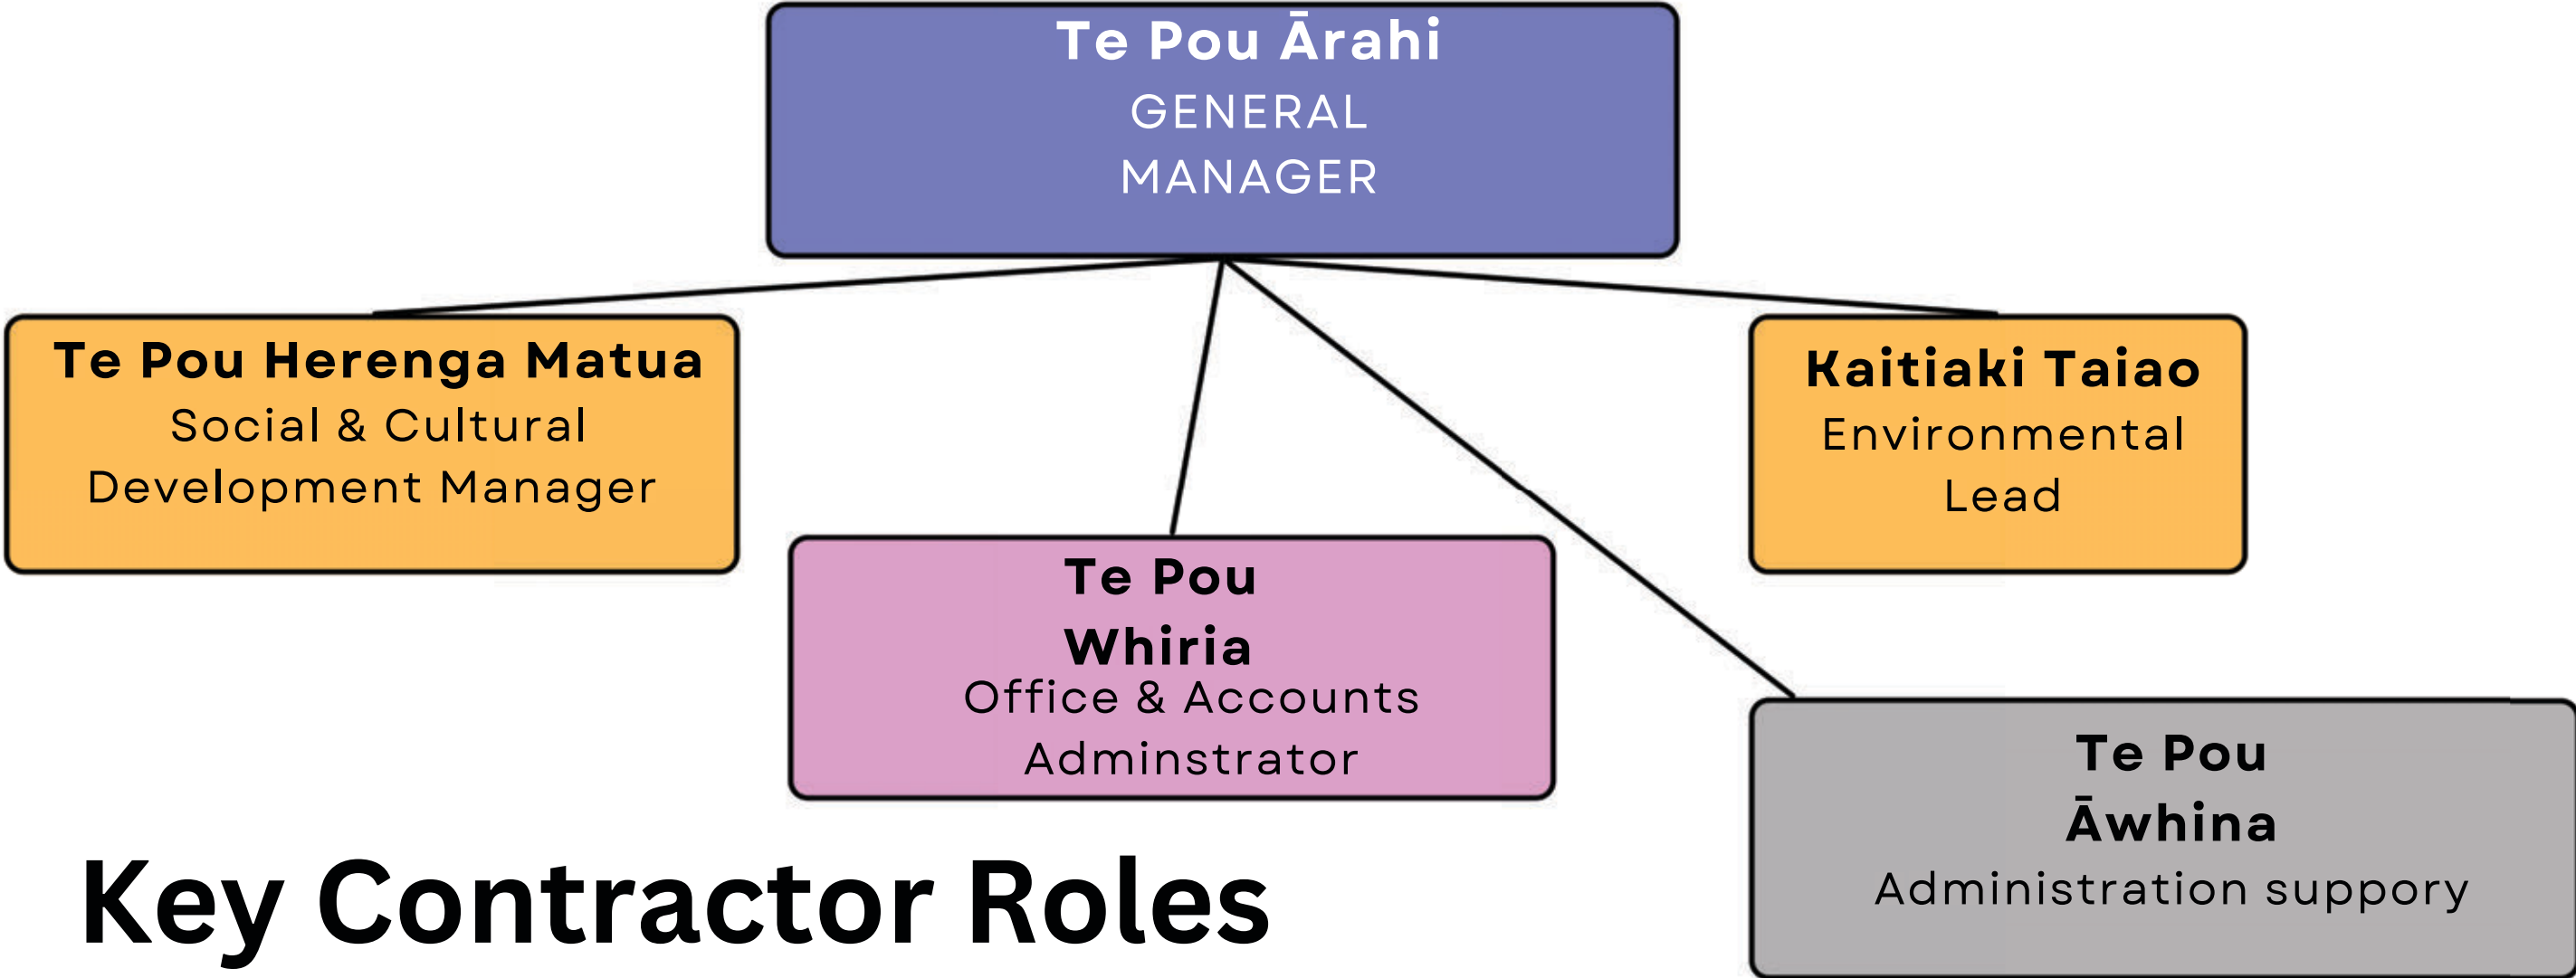 Te Pou Ārahi
GENERAL
MANAGER
Te Pou Herenga Matua
Social & Cultural
Development Manager
Kaitiaki Taiao
Environmental
Lead
Te Pou
Whiria
Office & Accounts
Adminstrator
Te Pou
Āwhina
Administration suppory
Key Contractor Roles